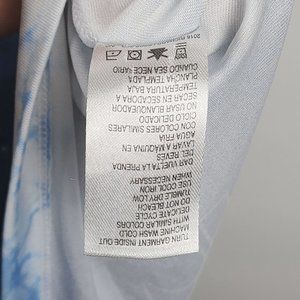 TURN GARMENT INSIDE OUT
MACHINE WASH COLD
WITH SIMILAR COLORS
DELICATE CYCLE
DO NOT BLEACH
TUMBLE DRY LOW
USE COOL IRON
WHEN NECESSARY
DAR VUELTA LA PRENDA
DEL REVES
LAVAR A MAQUINA EN
AGUA FRIA
CON COLORES SIMILARES
CICLO DELICADO
NO USAR BLANQUEADOR
SECAR EN SECADORA A
TEMPERATURA BAJA
PLANCHA TEMPLADA
CUANDO SEA NECESARIO
2016